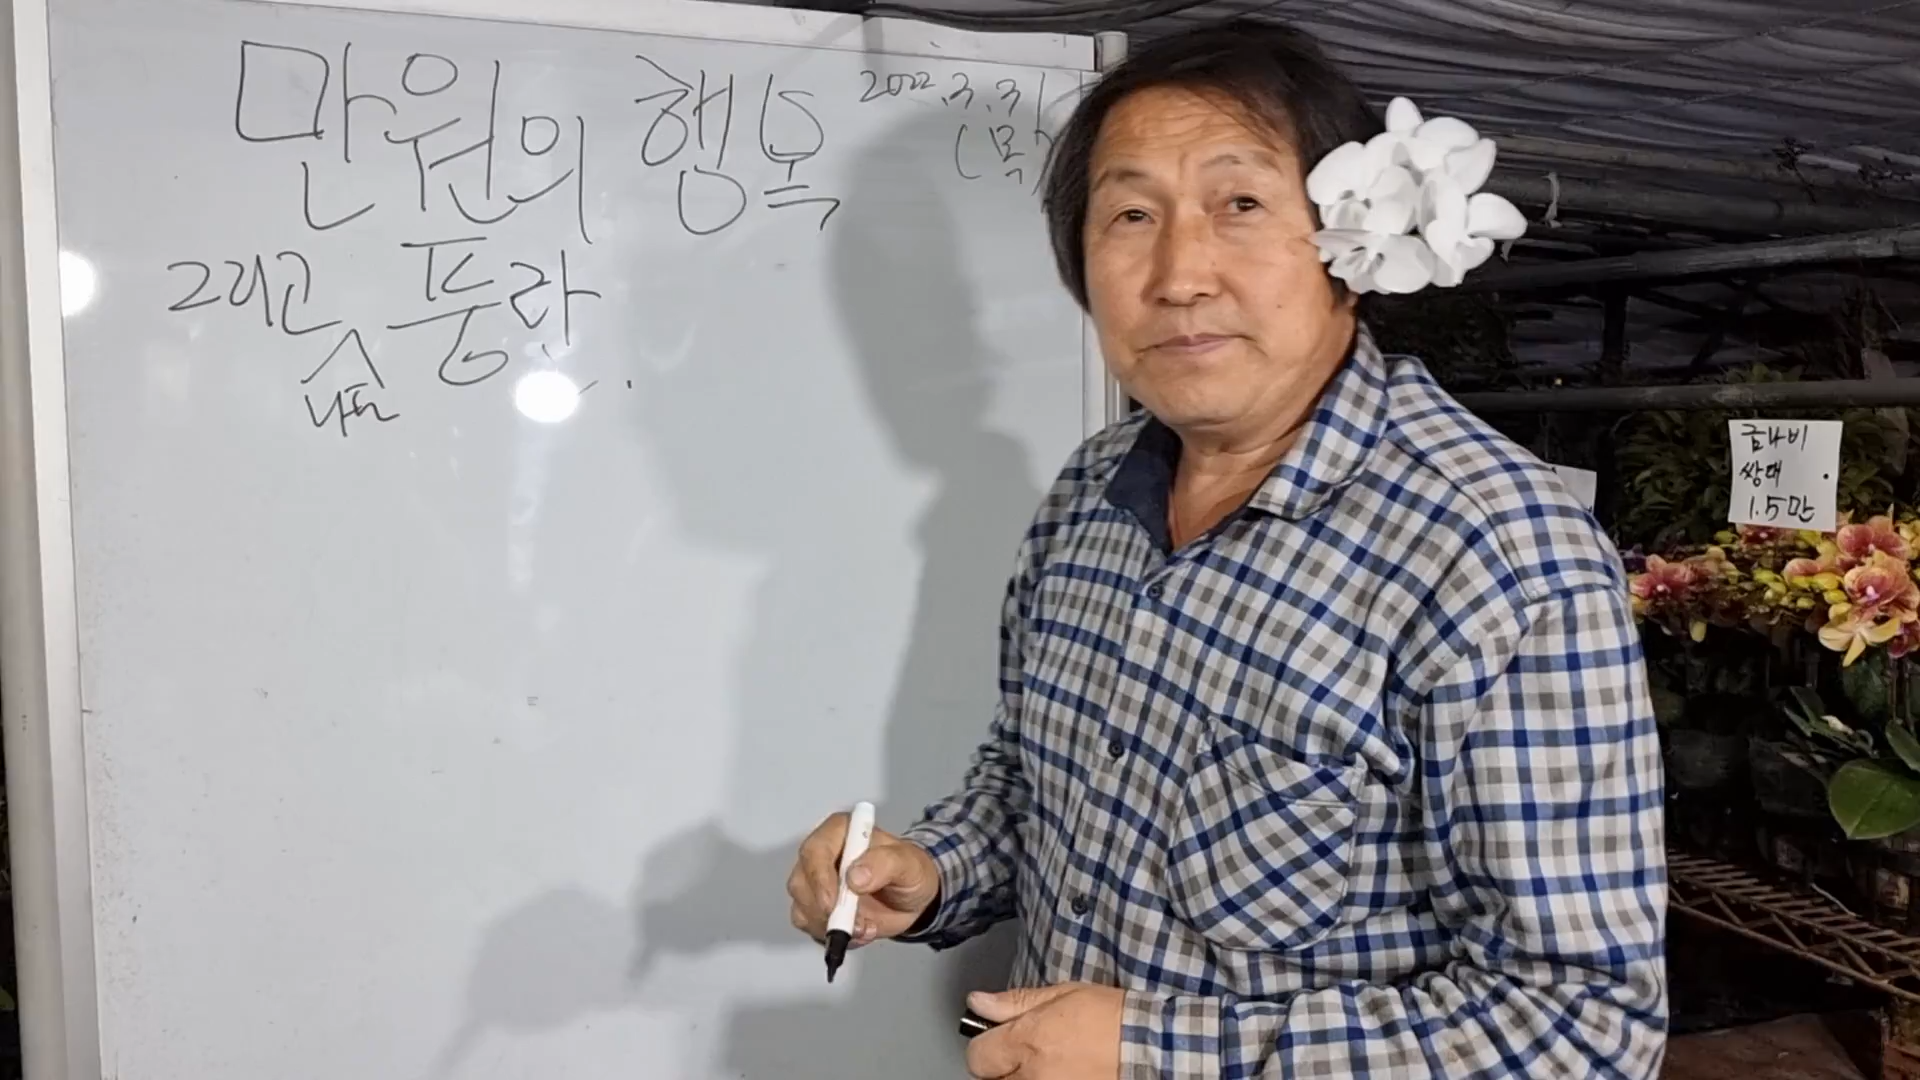 만원의 행복
2022.3.31
(목)
그리고 풍란.
나도
금나비
쌍대
1.5만